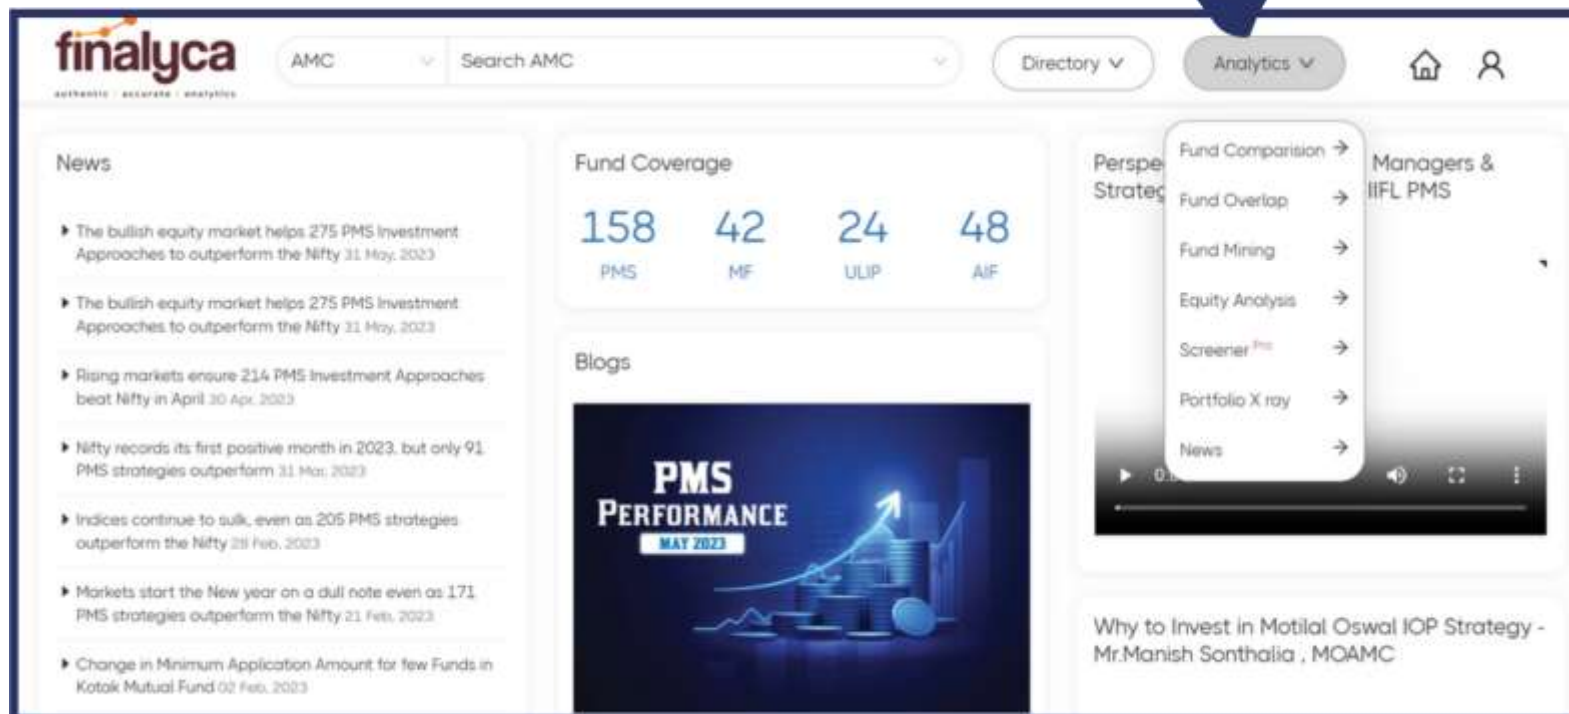 finalyca
authentic | accurate | analytics
AMC
Search AMC
Directory
Analytics
News
The bullish equity market helps 275 PMS Investment
Approaches to outperform the Nifty 31 May, 2023
The bullish equity market helps 275 PMS Investment
Approaches to outperform the Nifty 31 May, 2023
Rising markets ensure 214 PMS Investment Approaches
beat Nifty in April 30 Apr, 2023
Nifty records its first positive month in 2023, but only 91
PMS strategies outperform 31 Mar, 2023
Indices continue to sulk, even as 205 PMS strategies
outperform the Nifty 28 Feb, 2023
Markets start the New year on a dull note even as 171
PMS strategies outperform the Nifty 21 Feb, 2023
Change in Minimum Application Amount for few Funds in
Kotak Mutual Fund 02 Feb, 2023
Fund Coverage
158 42 24 48
PMS MF ULIP AIF
Blogs
PMS
PERFORMANCE
MAY 2023
Managers &
IIFL PMS
Fund Comparision
Fund Overlap
Fund Mining
Equity Analysis
Screener Pro
Portfolio X ray
News
Why to Invest in Motilal Oswal IOP Strategy -
Mr.Manish Sonthalia , MOAMC